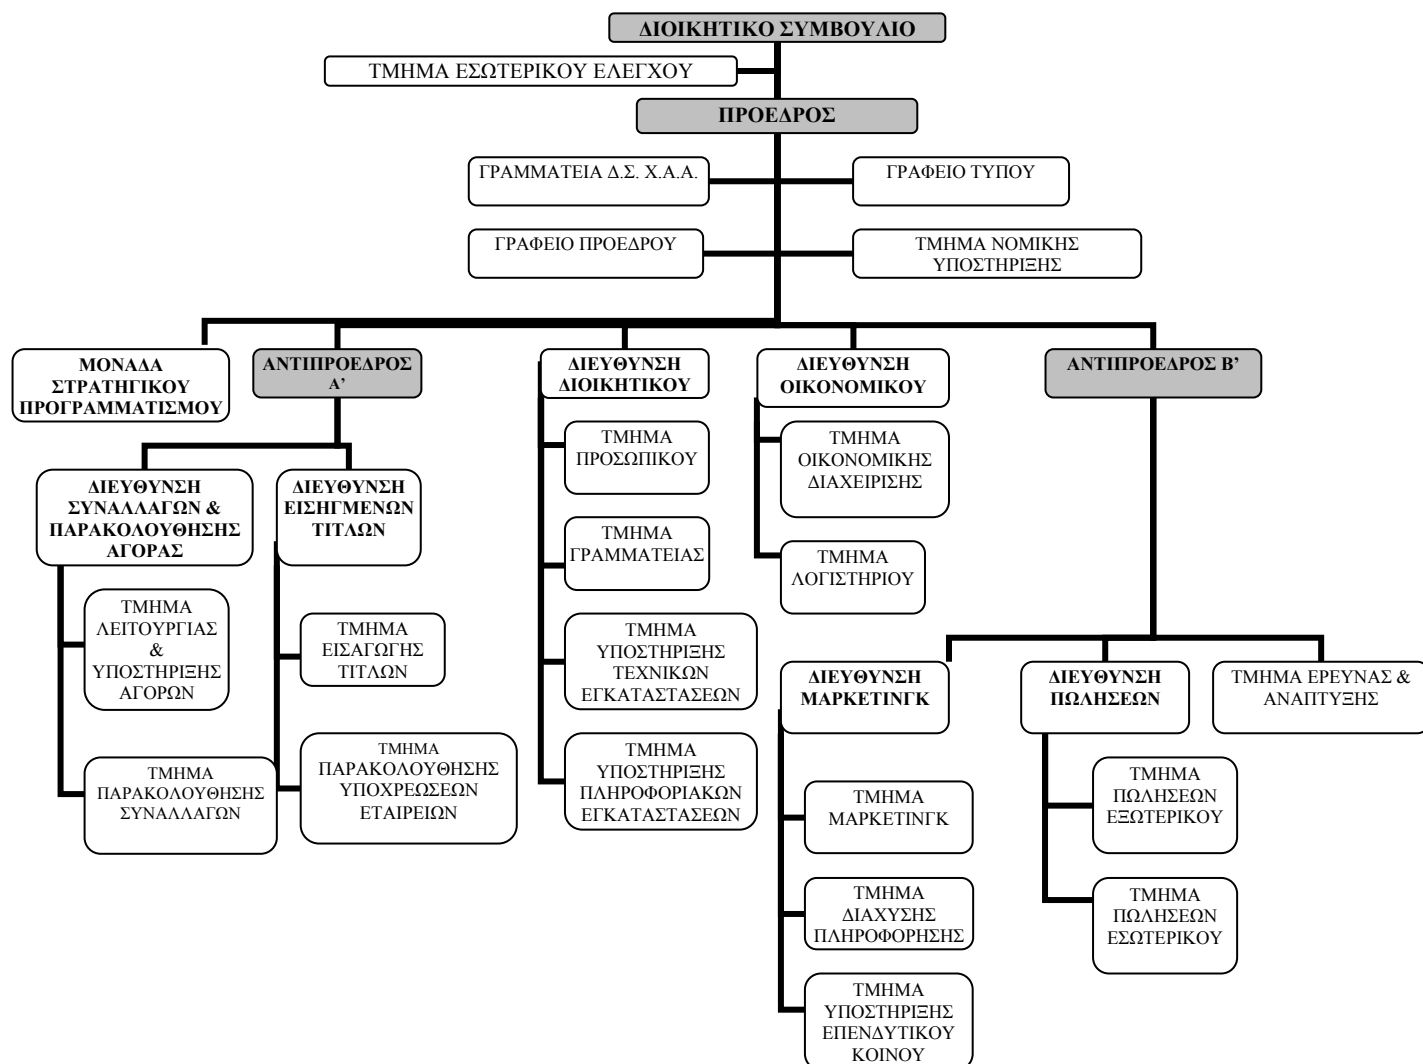 ΔΙΟΙΚΗΤΙΚΟ ΣΥΜΒΟΥΛΙΟ
ΤΜΗΜΑ ΕΣΩΤΕΡΙΚΟΥ ΕΛΕΓΧΟΥ
ΠΡΟΕΔΡΟΣ
ΓΡΑΜΜΑΤΕΙΑ Δ.Σ. Χ.Α.Α.
ΓΡΑΦΕΙΟ ΤΥΠΟΥ
ΓΡΑΦΕΙΟ ΠΡΟΕΔΡΟΥ
ΤΜΗΜΑ ΝΟΜΙΚΗΣ
ΥΠΟΣΤΗΡΙΞΗΣ
ΜΟΝΑΔΑ
ΣΤΡΑΤΗΓΙΚΟΥ
ΠΡΟΓΡΑΜΜΑΤΙΣΜΟΥ
ΑΝΤΙΠΡΟΕΔΡΟΣ
Α'
ΔΙΕΥΘΥΝΣΗ
ΔΙΟΙΚΗΤΙΚΟΥ
ΔΙΕΥΘΥΝΣΗ
ΟΙΚΟΝΟΜΙΚΟΥ
ΑΝΤΙΠΡΟΕΔΡΟΣ Β'
ΔΙΕΥΘΥΝΣΗ
ΣΥΝΑΛΛΑΓΩΝ &
ΠΑΡΑΚΟΛΟΥΘΗΣΗΣ
ΑΓΟΡΑΣ
ΔΙΕΥΘΥΝΣΗ
ΕΙΣΗΓΜΕΝΩΝ
ΤΙΤΛΩΝ
ΤΜΗΜΑ
ΠΡΟΣΩΠΙΚΟΥ
ΤΜΗΜΑ
ΟΙΚΟΝΟΜΙΚΗΣ
ΔΙΑΧΕΙΡΙΣΗΣ
ΤΜΗΜΑ
ΓΡΑΜΜΑΤΕΙΑΣ
ΤΜΗΜΑ
ΛΟΓΙΣΤΗΡΙΟΥ
ΤΜΗΜΑ
ΛΕΙΤΟΥΡΓΙΑΣ
&
ΥΠΟΣΤΗΡΙΞΗΣ
ΑΓΟΡΩΝ
ΤΜΗΜΑ
ΕΙΣΑΓΩΓΗΣ
ΤΙΤΛΩΝ
ΤΜΗΜΑ
ΥΠΟΣΤΗΡΙΞΗΣ
ΤΕΧΝΙΚΩΝ
ΕΓΚΑΤΑΣΤΑΣΕΩΝ
ΔΙΕΥΘΥΝΣΗ
ΜΑΡΚΕΤΙΝΓΚ
ΔΙΕΥΘΥΝΣΗ
ΠΩΛΗΣΕΩΝ
ΤΜΗΜΑ ΕΡΕΥΝΑΣ &
ΑΝΑΠΤΥΞΗΣ
ΤΜΗΜΑ
ΠΑΡΑΚΟΛΟΥΘΗΣΗΣ
ΣΥΝΑΛΛΑΓΩΝ
ΤΜΗΜΑ
ΠΑΡΑΚΟΛΟΥΘΗΣΗΣ
ΥΠΟΧΡΕΩΣΕΩΝ
ΕΤΑΙΡΕΙΩΝ
ΤΜΗΜΑ
ΥΠΟΣΤΗΡΙΞΗΣ
ΠΛΗΡΟΦΟΡΙΑΚΩΝ
ΕΓΚΑΤΑΣΤΑΣΕΩΝ
ΤΜΗΜΑ
ΜΑΡΚΕΤΙΝΓΚ
ΤΜΗΜΑ
ΠΩΛΗΣΕΩΝ
ΕΞΩΤΕΡΙΚΟΥ
ΤΜΗΜΑ
ΔΙΑΧΥΣΗΣ
ΠΛΗΡΟΦΟΡΗΣΗΣ
ΤΜΗΜΑ
ΠΩΛΗΣΕΩΝ
ΕΣΩΤΕΡΙΚΟΥ
ΤΜΗΜΑ
ΥΠΟΣΤΗΡΙΞΗΣ
ΕΠΕΝΔΥΤΙΚΟΥ
ΚΟΙΝΟΥ